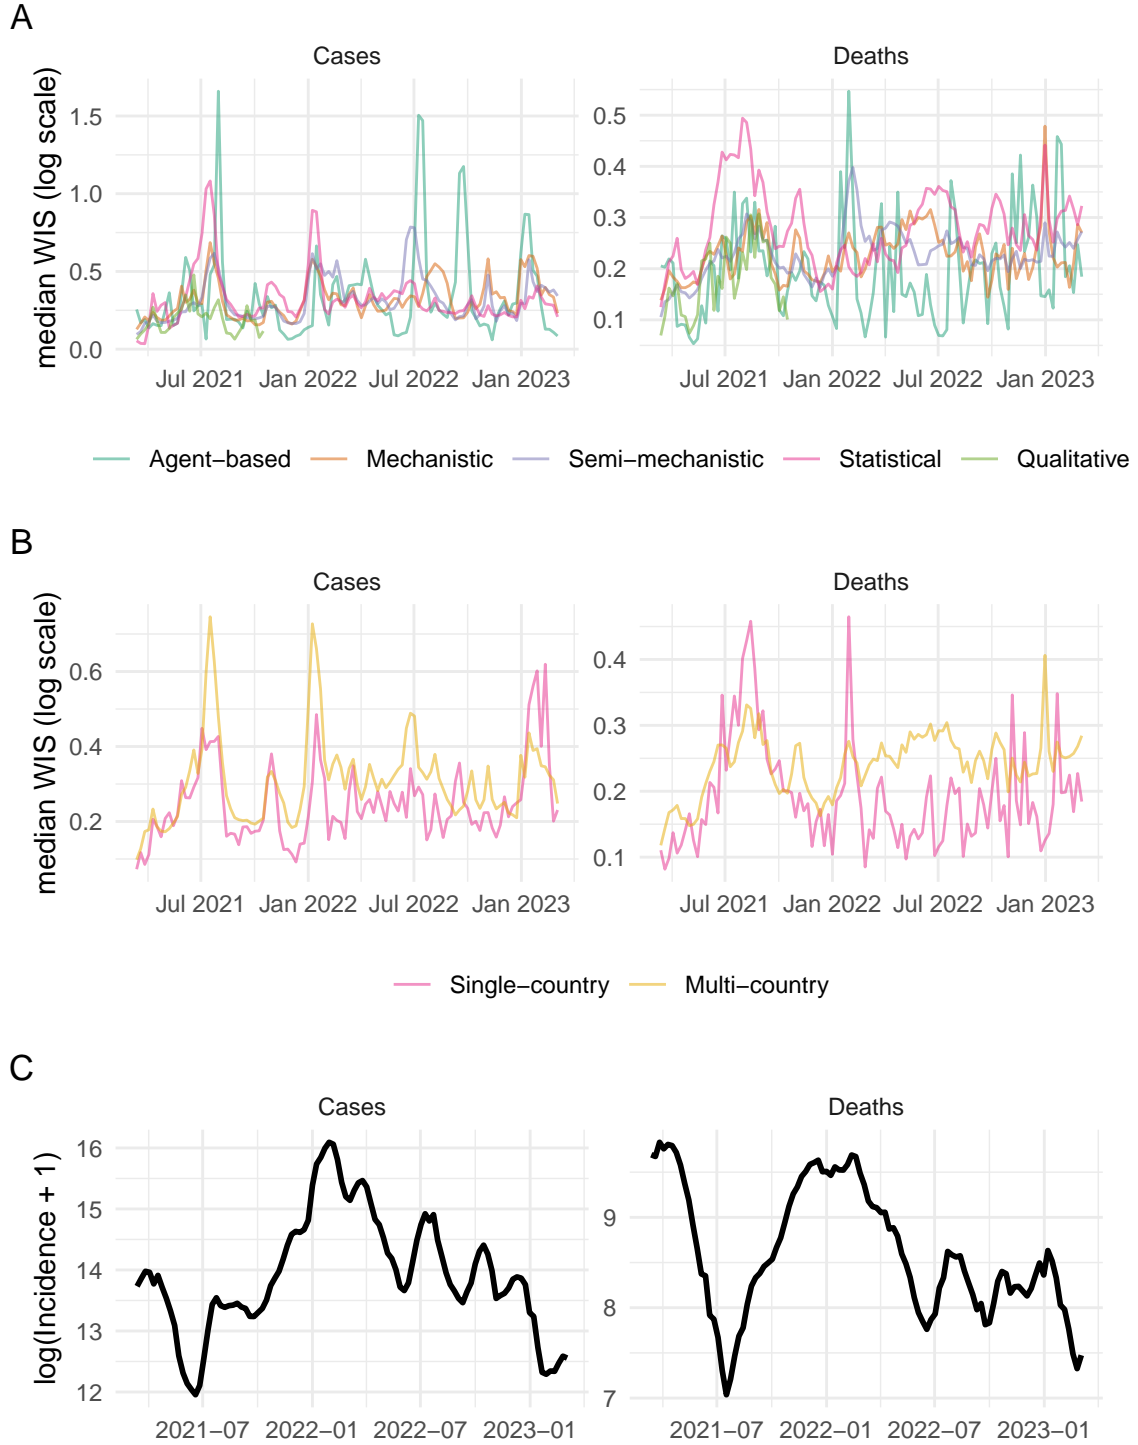 A
Cases
Deaths
median WIS (log scale)
1.5
1.0
0.5
0.0
0.5
0.4
0.3
0.2
0.1
Jul 2021 Jan 2022 Jul 2022 Jan 2023
Jul 2021 Jan 2022 Jul 2022 Jan 2023
Agent−based Mechanistic Semi−mechanistic Statistical Qualitative
B
Cases
Deaths
median WIS (log scale)
0.6
0.4
0.2
0.4
0.3
0.2
0.1
Jul 2021 Jan 2022 Jul 2022 Jan 2023
Jul 2021 Jan 2022 Jul 2022 Jan 2023
Single−country Multi−country
C
Cases
Deaths
log(Incidence + 1)
16
15
14
13
12
9
8
7
2021−07 2022−01 2022−07 2023−01
2021−07 2022−01 2022−07 2023−01